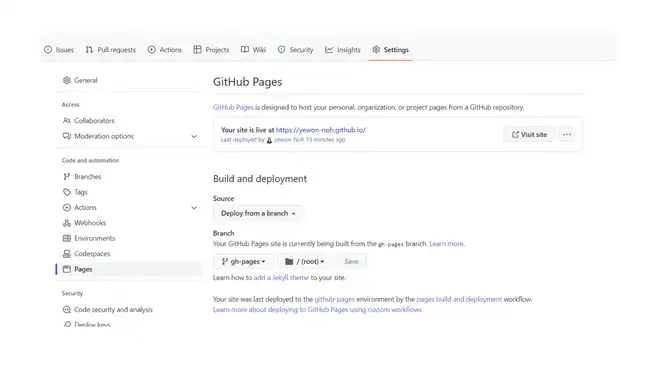 Issues Pull requests Actions Projects Wiki Security Insights Settings
General
Access
Collaborators
Moderation options
Code and automation
Branches
Tags
Actions
Webhooks
Environments
Codespaces
Pages
Security
Code security and analysis
Deploy keys
GitHub Pages
GitHub Pages is designed to host your personal, organization, or project pages from a GitHub repository.
Your site is live at https://yewon-noh.github.io/
Last deployed by yewon-Noh 15 minutes ago
Visit site
Build and deployment
Source
Deploy from a branch
Branch
Your GitHub Pages site is currently being built from the gh-pages branch. Learn more.
gh-pages / (root) Save
Learn how to add a Jekyll theme to your site.
Your site was last deployed to the github-pages environment by the pages build and deployment workflow.
Learn more about deploying to GitHub Pages using custom workflows